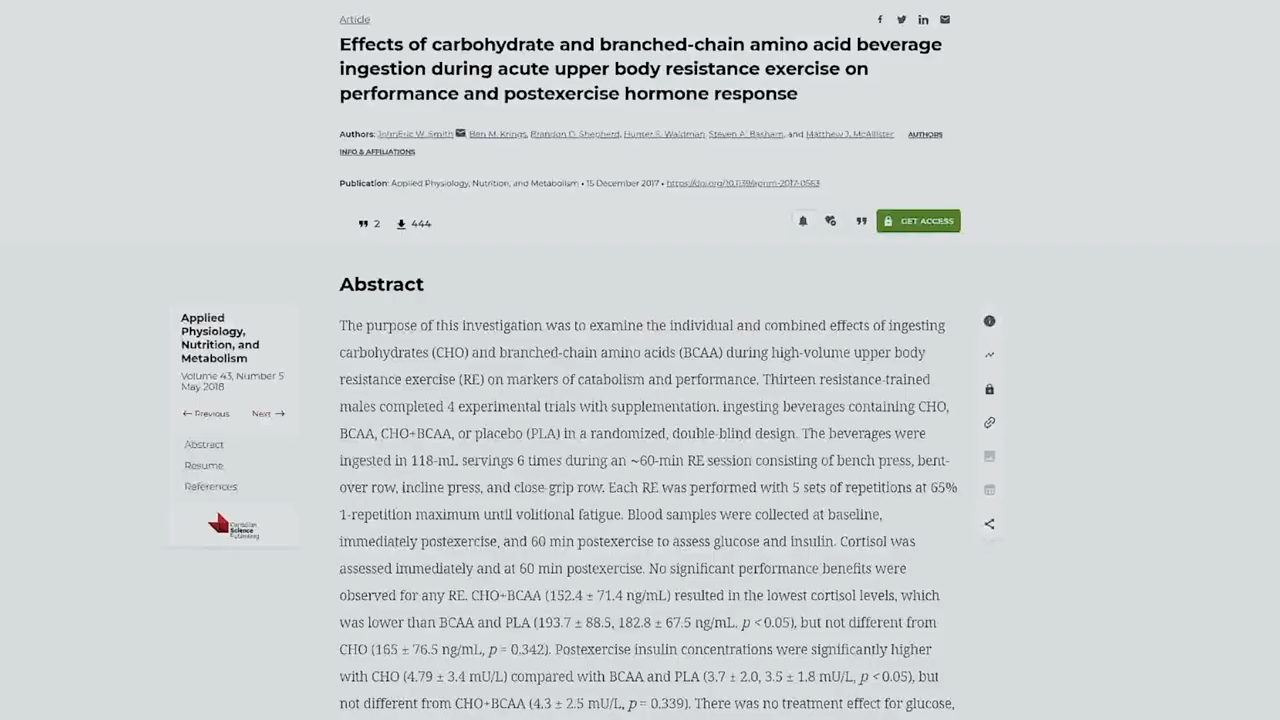 Article
Effects of carbohydrate and branched-chain amino acid beverage
ingestion during acute upper body resistance exercise on
performance and postexercise hormone response
Authors: JohnEric W. Smith, Ben M. Krings, Brandon D. Shepherd, Hunter S. Waldman, Steven A. Basham, and Matthew J. McAllister AUTHORS
INFO & AFFILIATIONS
Publication: Applied Physiology, Nutrition, and Metabolism • 15 December 2017 • https://doi.org/10.1139/apnm-2017-0563
2 444
GET ACCESS
Abstract
Applied
Physiology,
Nutrition, and
Metabolism
Volume 43, Number 5
May 2018
← Previous Next →
Abstract
Resume
References
Canadian
Science
Publishing
The purpose of this investigation was to examine the individual and combined effects of ingesting
carbohydrates (CHO) and branched-chain amino acids (BCAA) during high-volume upper body
resistance exercise (RE) on markers of catabolism and performance. Thirteen resistance-trained
males completed 4 experimental trials with supplementation, ingesting beverages containing CHO,
BCAA, CHO+BCAA, or placebo (PLA) in a randomized, double-blind design. The beverages were
ingested in 118-mL servings 6 times during an ~60-min RE session consisting of bench press, bent-
over row, incline press, and close-grip row. Each RE was performed with 5 sets of repetitions at 65%
1-repetition maximum until volitional fatigue. Blood samples were collected at baseline,
immediately postexercise, and 60 min postexercise to assess glucose and insulin. Cortisol was
assessed immediately and at 60 min postexercise. No significant performance benefits were
observed for any RE. CHO+BCAA (152.4 ± 71.4 ng/mL) resulted in the lowest cortisol levels, which
was lower than BCAA and PLA (193.7 ± 88.5, 182.8 ± 67.5 ng/mL, p < 0.05), but not different from
CHO (165 ± 76.5 ng/mL, p = 0.342). Postexercise insulin concentrations were significantly higher
with CHO (4.79 ± 3.4 mU/L) compared with BCAA and PLA (3.7 ± 2.0, 3.5 ± 1.8 mU/L, p < 0.05), but
not different from CHO+BCAA (4.3 ± 2.5 mU/L, p = 0.339). There was no treatment effect for glucose,